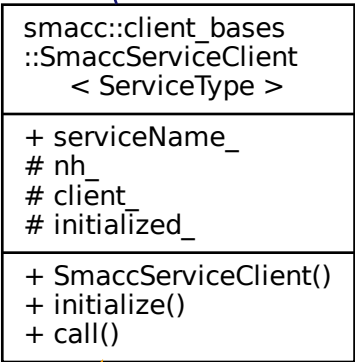 smacc::client_bases
::SmaccServiceClient
< ServiceType >
+ serviceName_
# nh_
# client_
# initialized_
+ SmaccServiceClient()
+ initialize()
+ call()